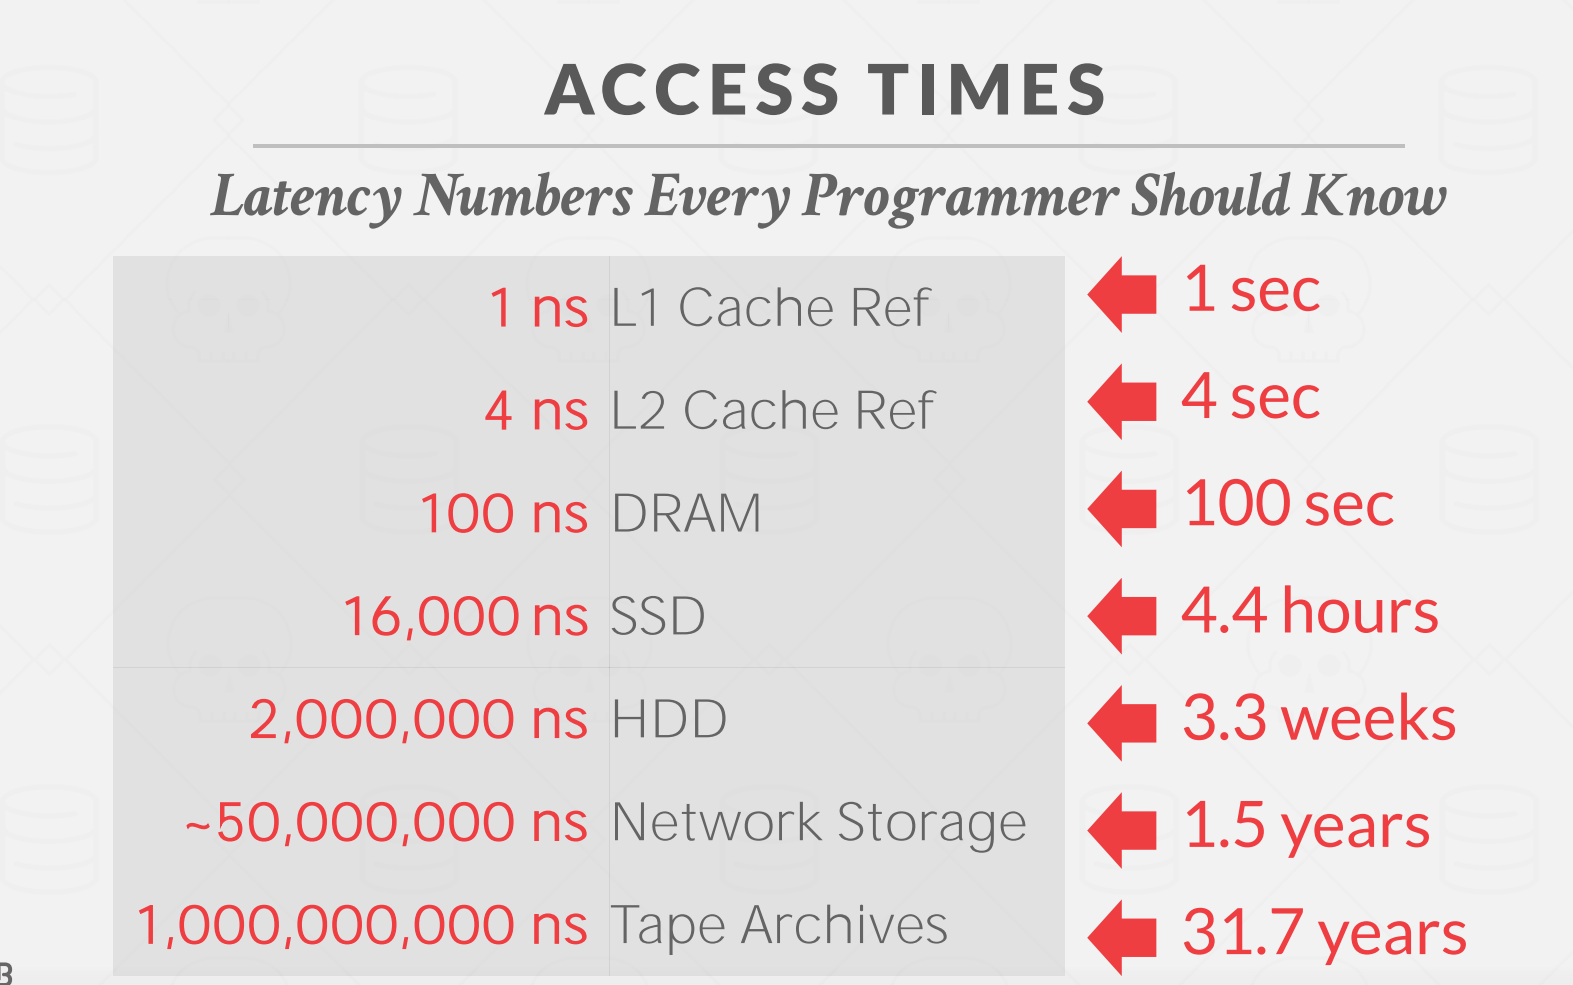 ACCESS TIMES
Latency Numbers Every Programmer Should Know
1 ns L1 Cache Ref 1 sec
4 ns L2 Cache Ref 4 sec
100 ns DRAM 100 sec
16,000 ns SSD 4.4 hours
2,000,000 ns HDD 3.3 weeks
~50,000,000 ns Network Storage 1.5 years
1,000,000,000 ns Tape Archives 31.7 years